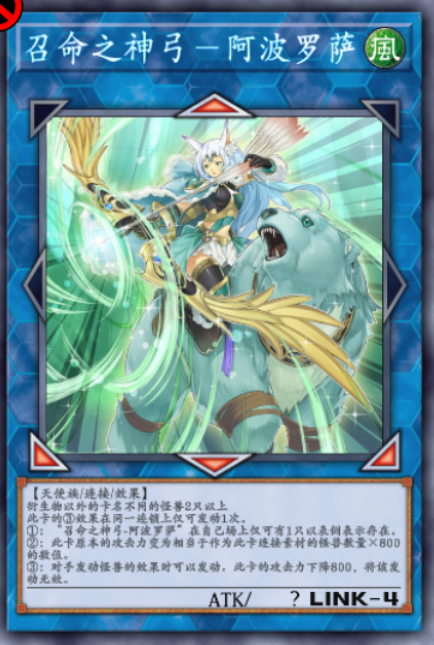 召命之神弓－阿波罗萨
風
【天使族/连接/效果】
衍生物以外的卡名不同的怪兽2只以上
此卡的③效果在同一连锁上仅可发动1次。
①：“召命之神弓-阿波罗萨”在自己场上仅可有1只以表侧表示存在。
②：此卡原本的攻击力变为相当于作为此卡连接素材的怪兽数量×800
的数值。
③：对手发动怪兽的效果时可以发动，此卡的攻击力下降800，将该发
动无效。
ATK/ ? LINK-4